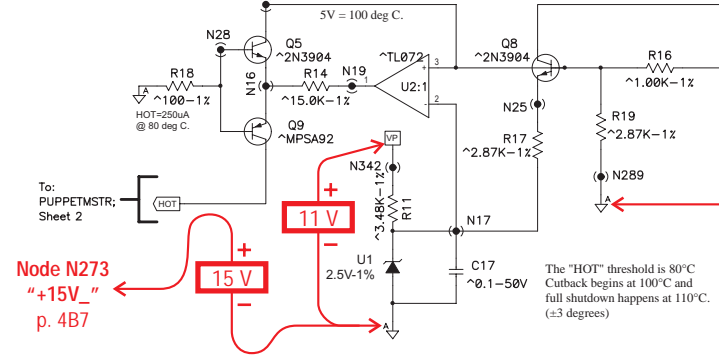 5V = 100 deg C.
N28
Q5
^2N3904
^TL072
Q8
^2N3904
R16
^1.00K-1%
R18
^100-1%
A
HOT=250uA
@ 80 deg C.
N16
R14
^15.0K-1%
N19
1
+
3
-
2
U2:1
N25
R17
^2.87K-1%
R19
^2.87K-1%
N289
A
Q9
^MPSA92
VP
N342
^3.48K-1%
R11
N17
To:
PUPPETMSTR;
Sheet 2
HOT
+
11 V
–
+
15 V
–
Node N273
“+15V_”
p. 4B7
U1
2.5V-1%
C17
^0.1-50V
A
The "HOT" threshold is 80°C
Cutback begins at 100°C and
full shutdown happens at 110°C.
(±3 degrees)